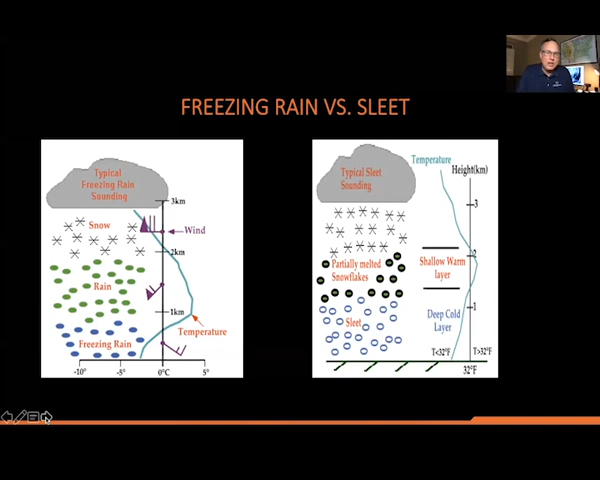 FREEZING RAIN VS. SLEET
Typical
Freezing Rain
Sounding
3km
Snow
Wind
2km
Rain
1km
Temperature
Freezing Rain
-10° -5° 0°C 5°
Typical Sleet
Sounding
Temperature
Height(km)
3
2
Partially melted
Snowflakes
Shallow Warm
layer
1
Sleet
Deep Cold
Layer
T<32°F T>32°F
32°F